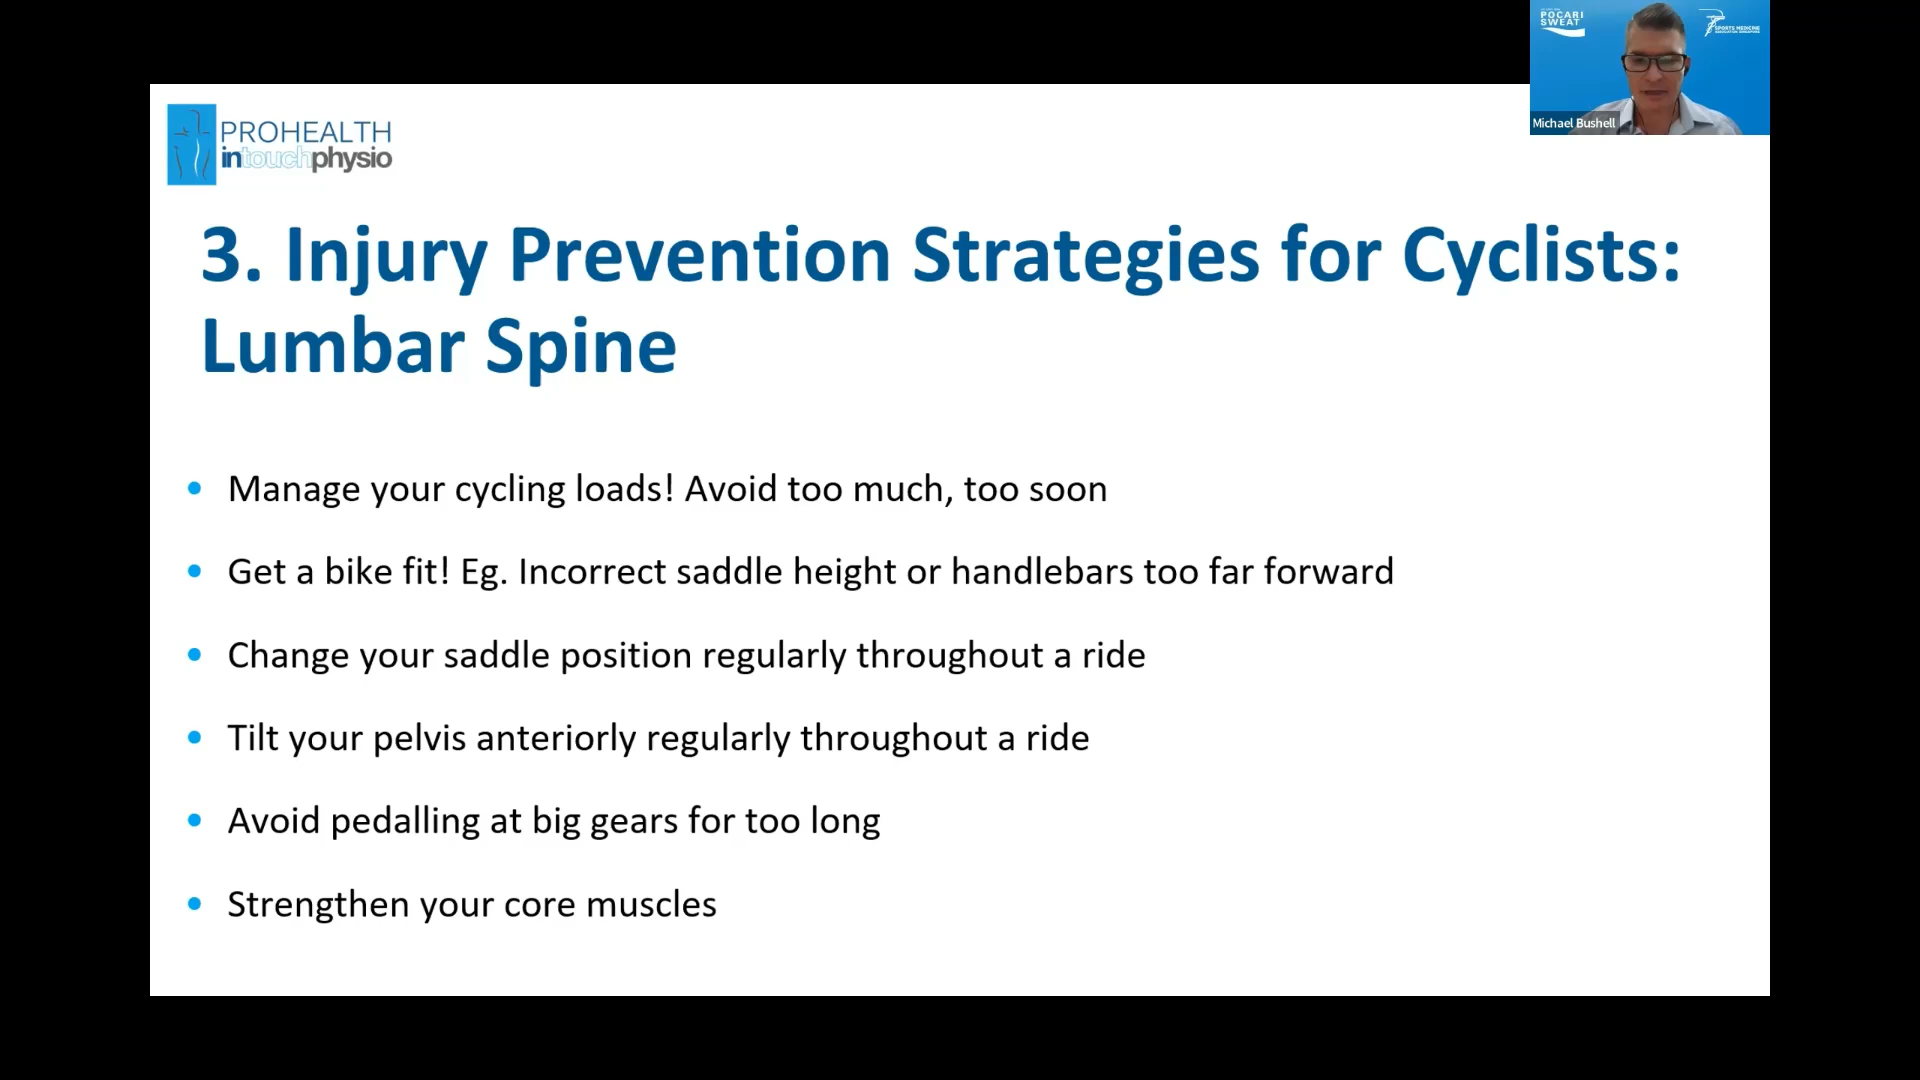 POCARI
SWEAT
SPORTS MEDICINE
ASSOCIATION SINGAPORE
Michael Bushell
PROHEALTH
intouchphysio
3. Injury Prevention Strategies for Cyclists:
Lumbar Spine
• Manage your cycling loads! Avoid too much, too soon
• Get a bike fit! Eg. Incorrect saddle height or handlebars too far forward
• Change your saddle position regularly throughout a ride
• Tilt your pelvis anteriorly regularly throughout a ride
• Avoid pedalling at big gears for too long
• Strengthen your core muscles